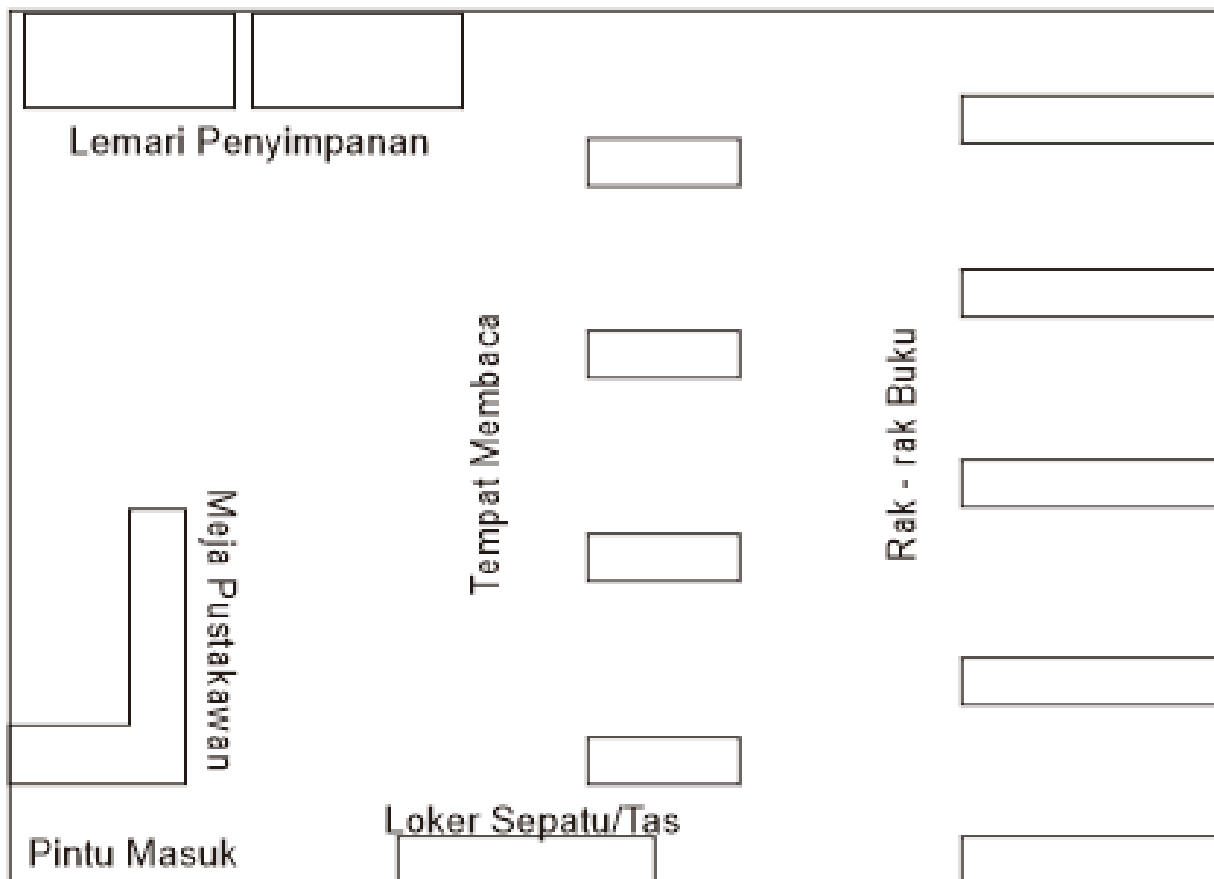 Lemari Penyimpanan
Tempat Membaca
Rak - rak Buku
Meja Pustakawan
Loker Sepatu/Tas
Pintu Masuk